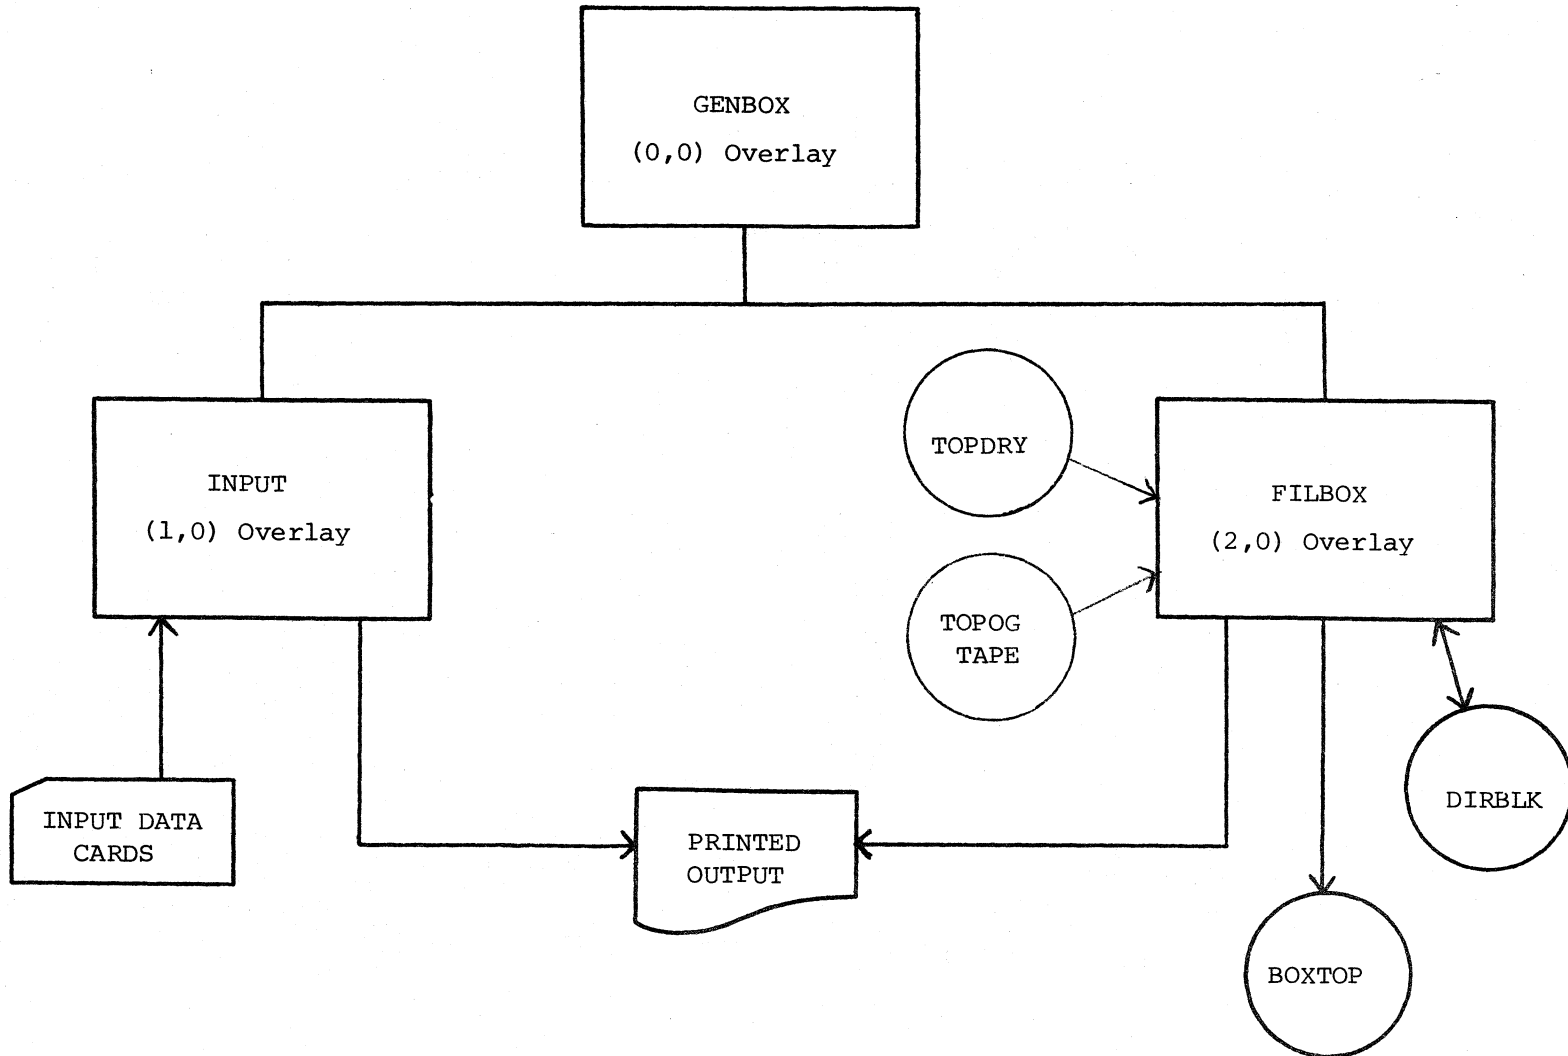 GENBOX
(0,0) Overlay
INPUT
(1,0) Overlay
TOPDRY
FILBOX
(2,0) Overlay
TOPOG
TAPE
INPUT DATA
CARDS
PRINTED
OUTPUT
DIRBLK
BOXTOP